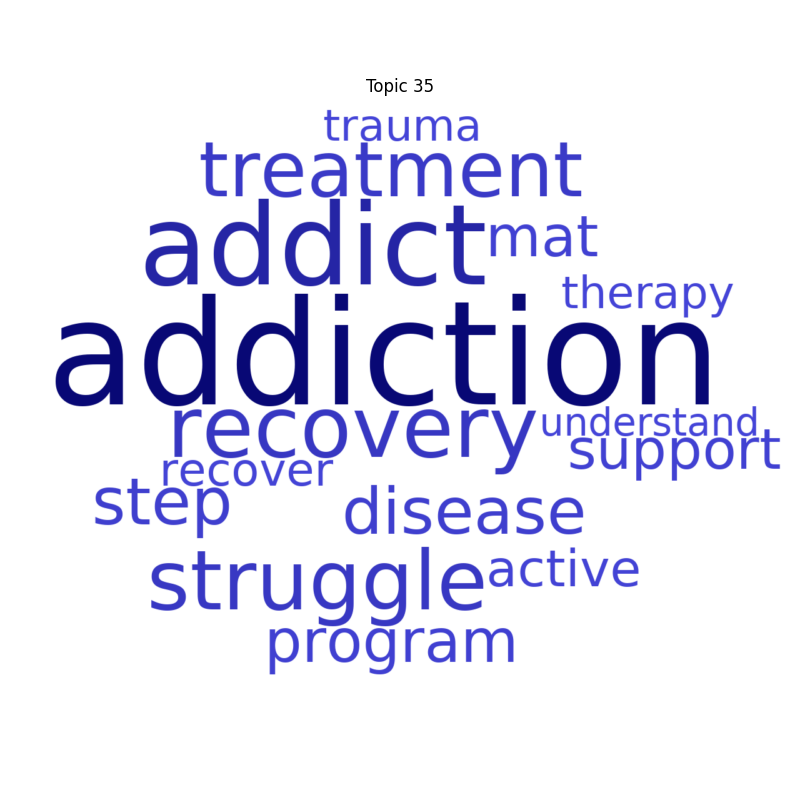 Topic 35
trauma
treatment
addict mat
therapy
addiction
recovery understand
support
recover
step disease
struggle active
program